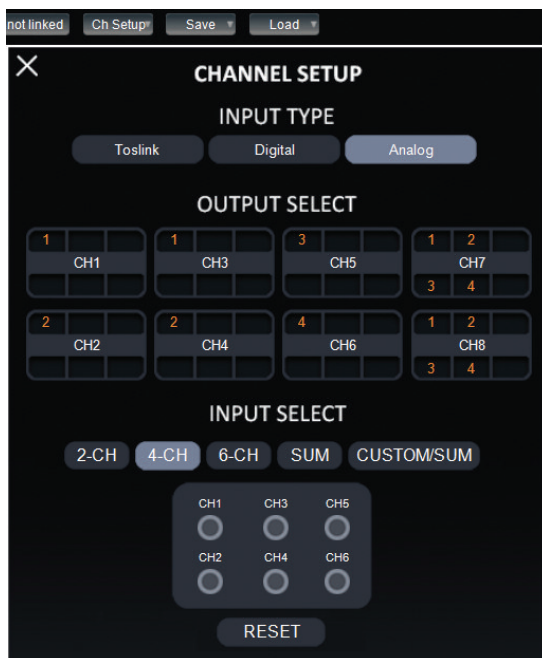 not linked Ch Setup Save Load
CHANNEL SETUP
INPUT TYPE
Toslink Digital Analog
OUTPUT SELECT
1 1 3 1 2
CH1 CH3 CH5 CH7
3 4
2 2 4 1 2
CH2 CH4 CH6 CH8
3 4
INPUT SELECT
2-CH 4-CH 6-CH SUM CUSTOM/SUM
CH1 CH3 CH5
CH2 CH4 CH6
RESET